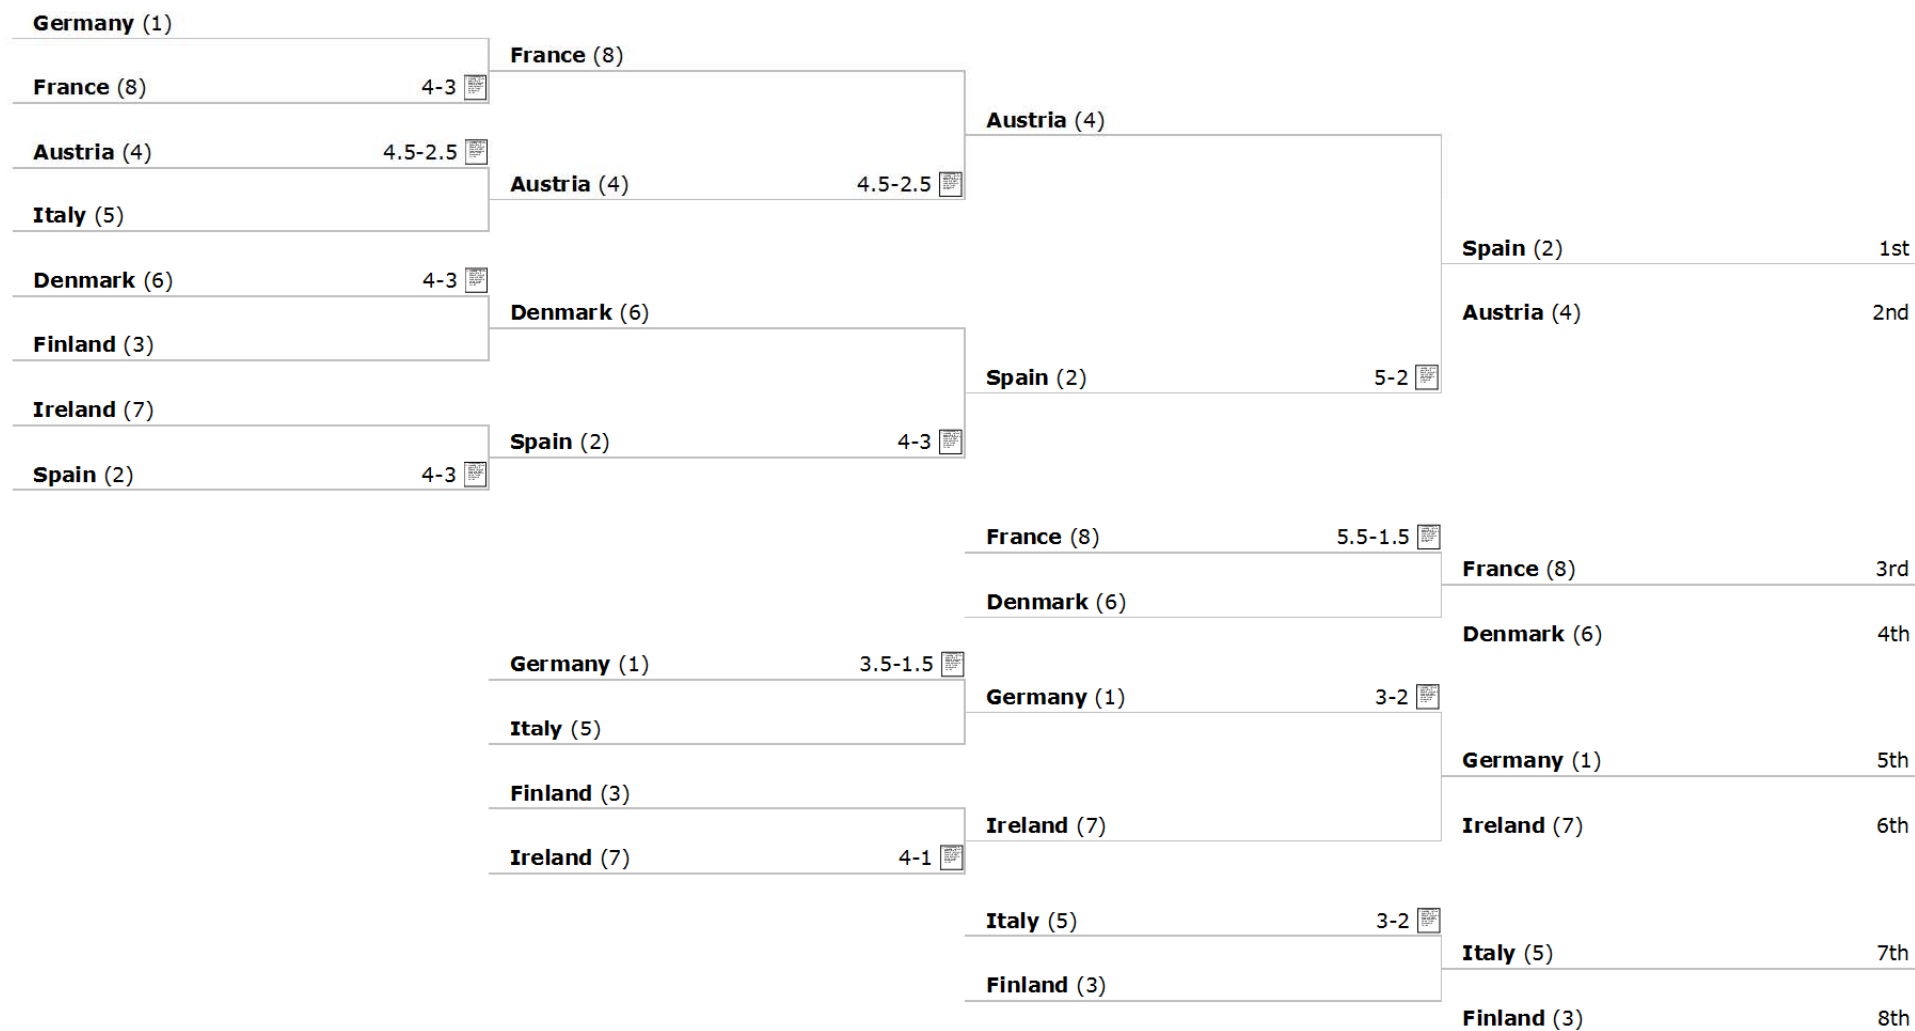 Germany (1)
France (8) 4-3
Austria (4) 4.5-2.5
Italy (5)
Denmark (6) 4-3
Finland (3)
Ireland (7)
Spain (2) 4-3
France (8)
Austria (4) 4.5-2.5
Denmark (6)
Spain (2) 4-3
Austria (4)
Spain (2) 5-2
Spain (2) 1st
Austria (4) 2nd
France (8) 5.5-1.5
Denmark (6)
France (8) 3rd
Denmark (6) 4th
Germany (1) 3.5-1.5
Italy (5)
Finland (3)
Ireland (7) 4-1
Germany (1) 3-2
Ireland (7)
Germany (1) 5th
Ireland (7) 6th
Italy (5) 3-2
Finland (3)
Italy (5) 7th
Finland (3) 8th